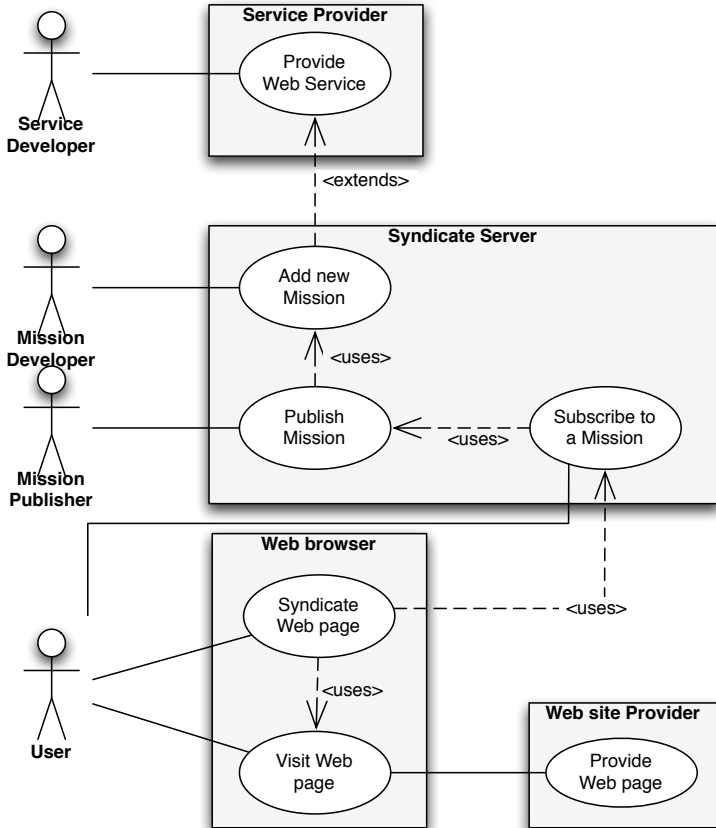 Service Provider
Provide
Web Service
Service
Developer
<extends>
Syndicate Server
Add new
Mission
Mission
Developer
<uses>
Publish
Mission
<uses>
Subscribe to
a Mission
Mission
Publisher
Web browser
Syndicate
Web page
<uses>
<uses>
User
Visit Web
page
Web site Provider
Provide
Web page